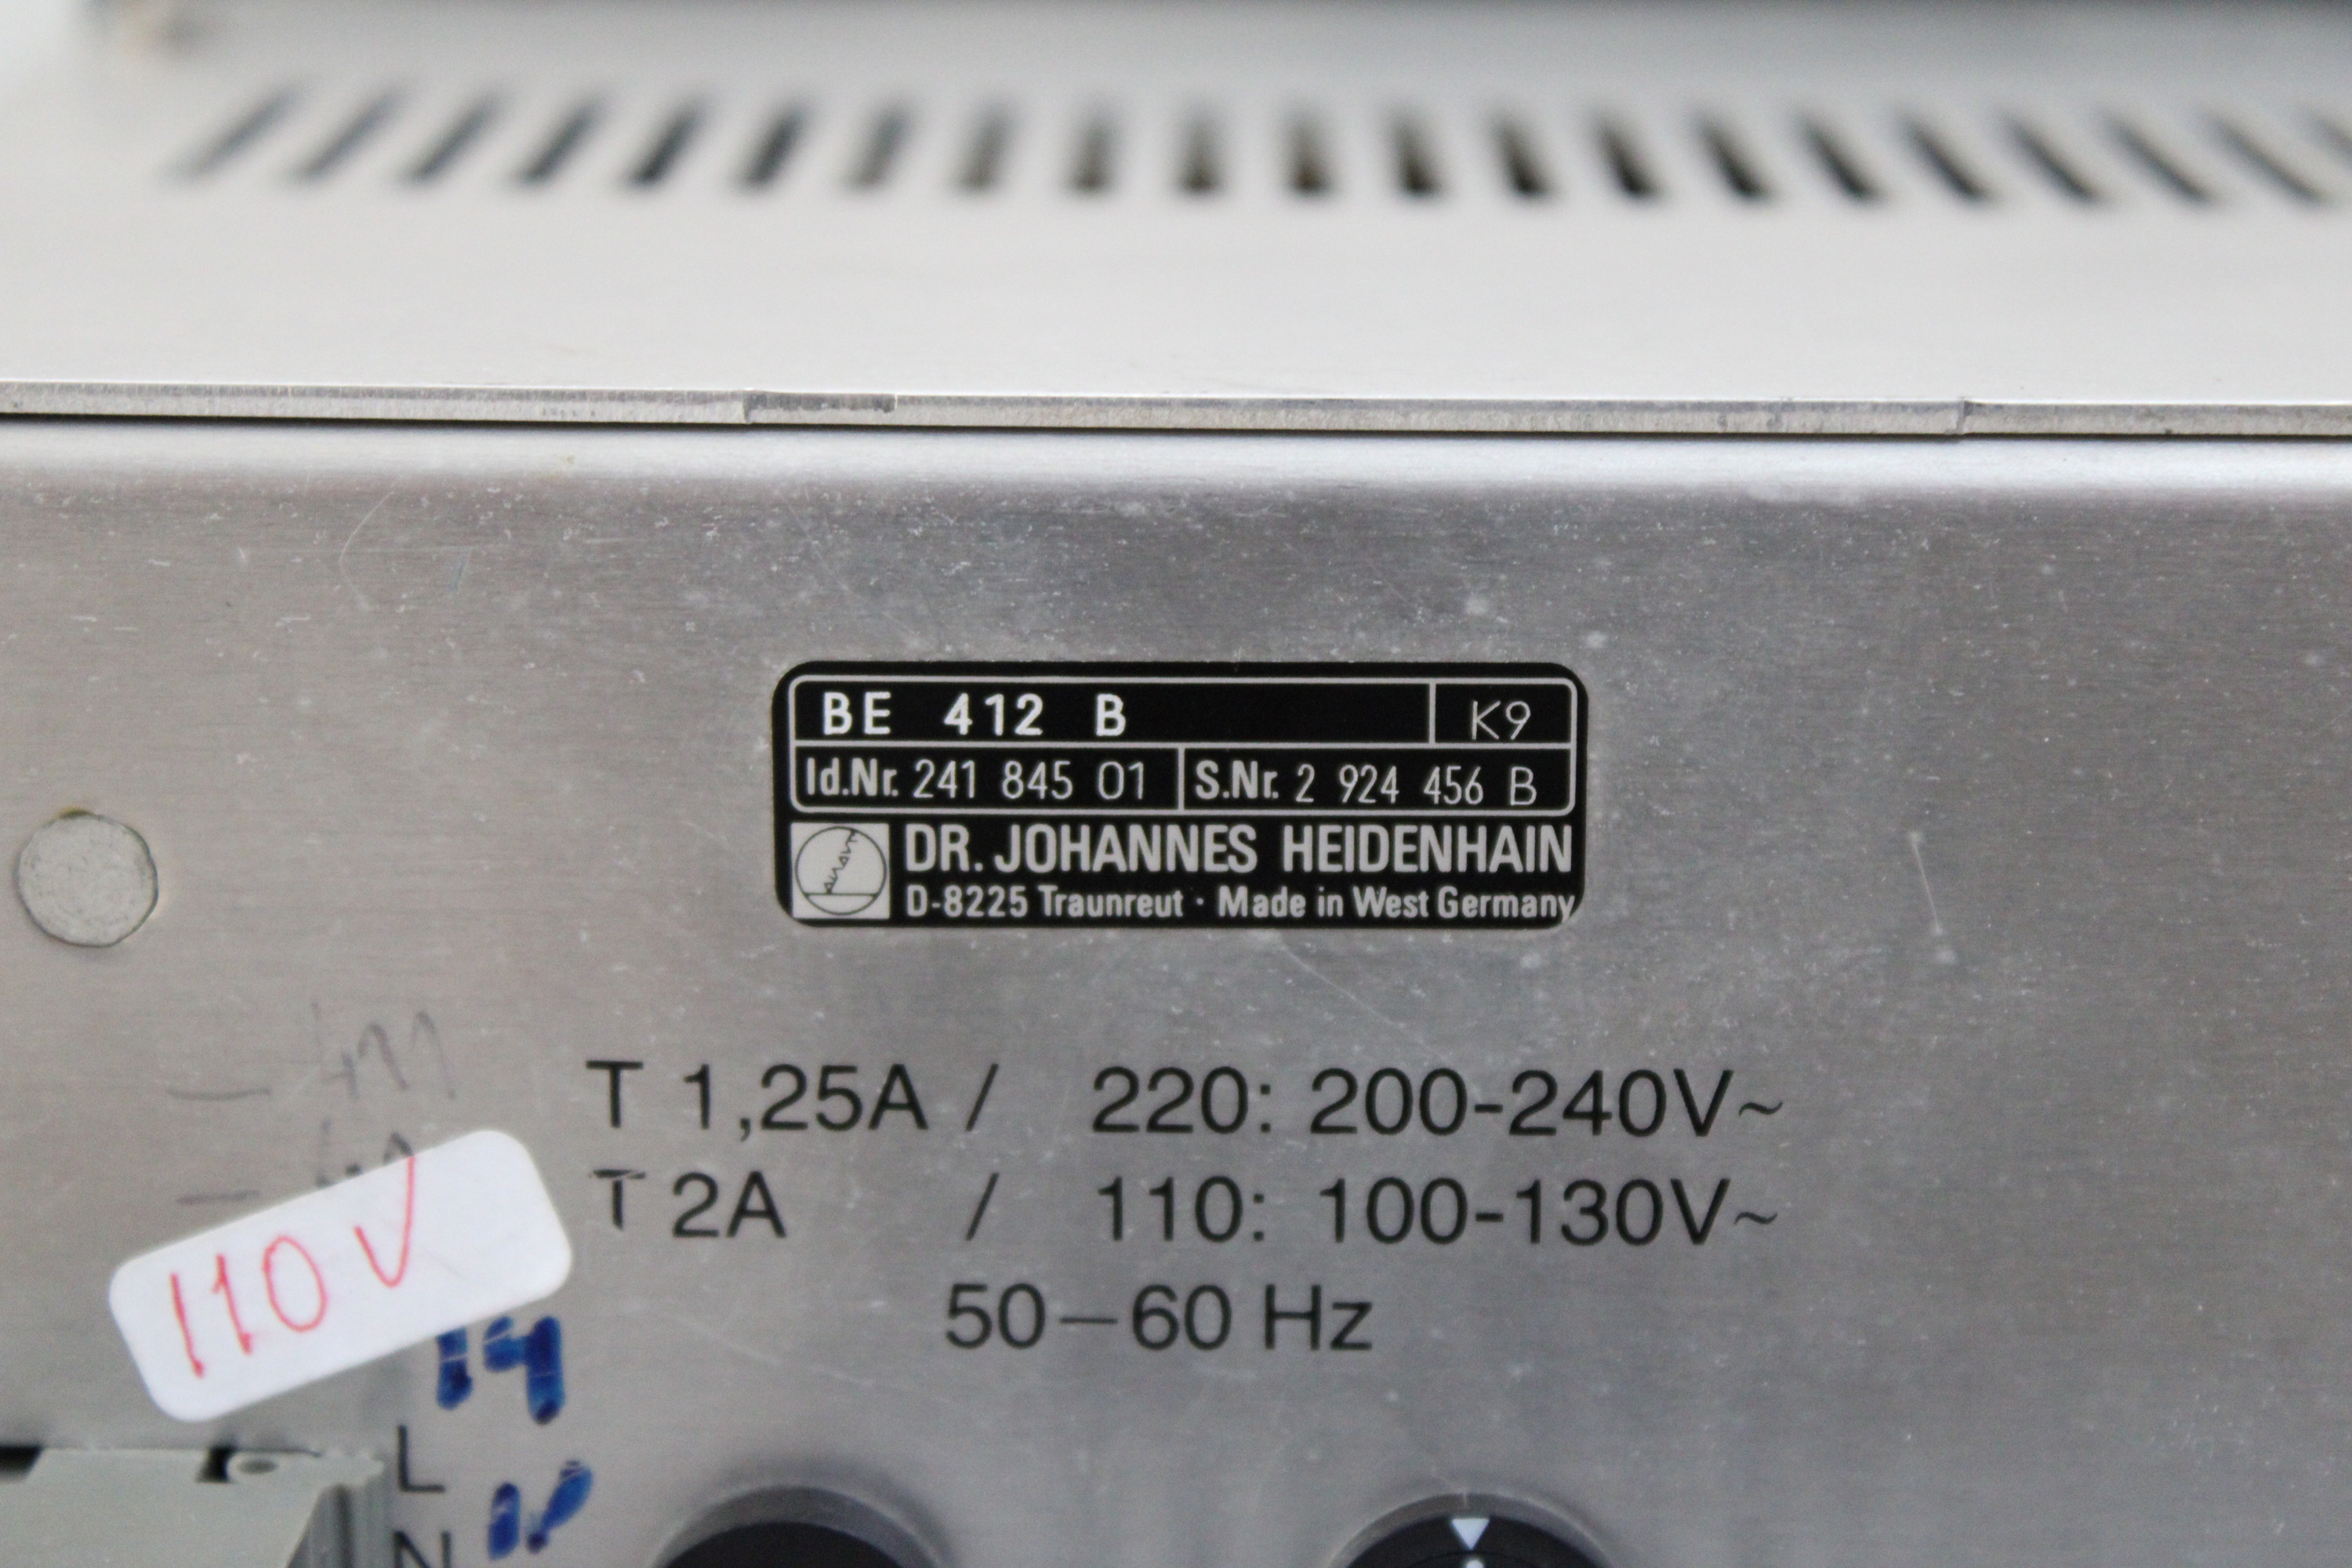 BE 412 B K9
Id.Nr. 241 845 01 S.Nr. 2 924 456 B
DR. JOHANNES HEIDENHAIN
D-8225 Traunreut · Made in West Germany
T 1,25A / 220: 200-240V~
T 2A / 110: 100-130V~
50–60 Hz
110V
14
L
N